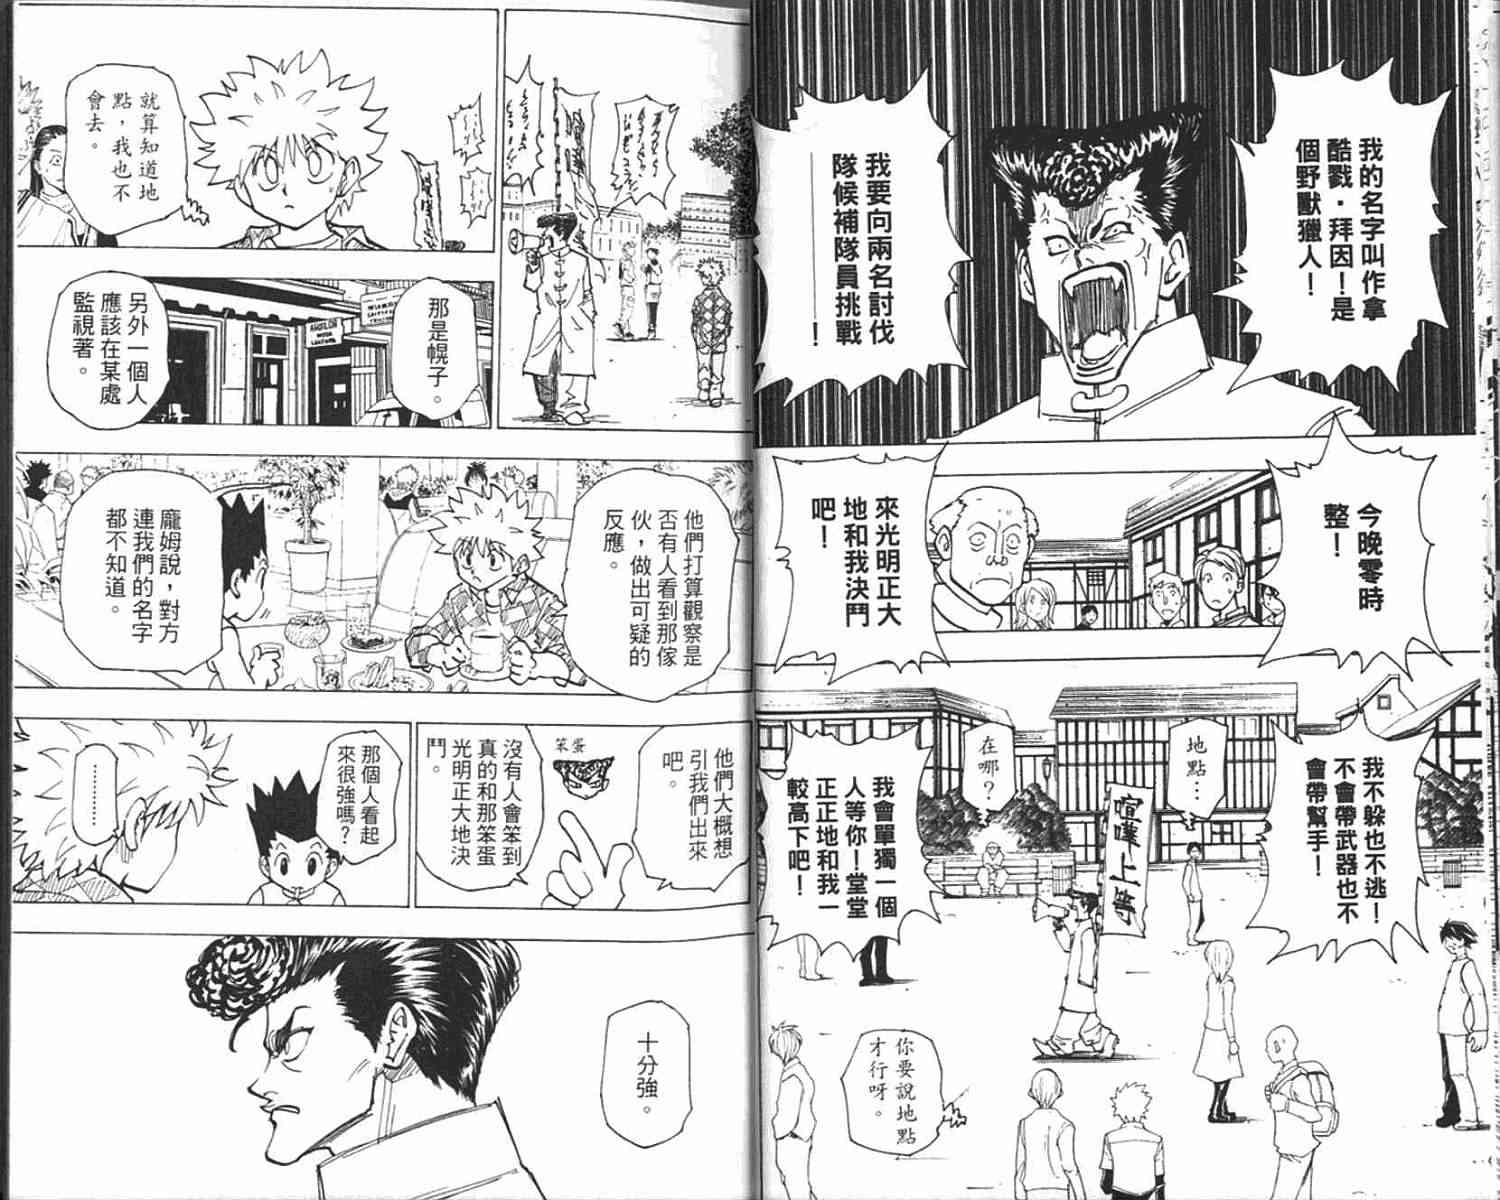 我的名字叫作拿
酷戮・拜因！是
個野獸獵人！
我要向兩名討伐
隊候補隊員挑戰
——！
今晚零時
整！
來光明正大
地和我決鬥
吧！
我不躲也不逃！
不會帶武器也不
會帶幫手！
地點…
在哪？
喧嘩上等
我會單獨一個
人等你！堂堂
正正地和我一
較高下吧！
你要說地點
才行呀。
就算知道地
點，我也不
會去。
那是幌子。
另外一個人
應該在某處
監視著。
他們打算觀察是
否有人看到那傢
伙，做出可疑的
反應。
龐姆說，對方
連我們的名字
都不知道。
他們大概想
引我們出來
吧。
笨蛋
沒有人會笨到
真的和那笨蛋
光明正大地決
鬥。
那個人看起
來很強嗎？
………
十分強。